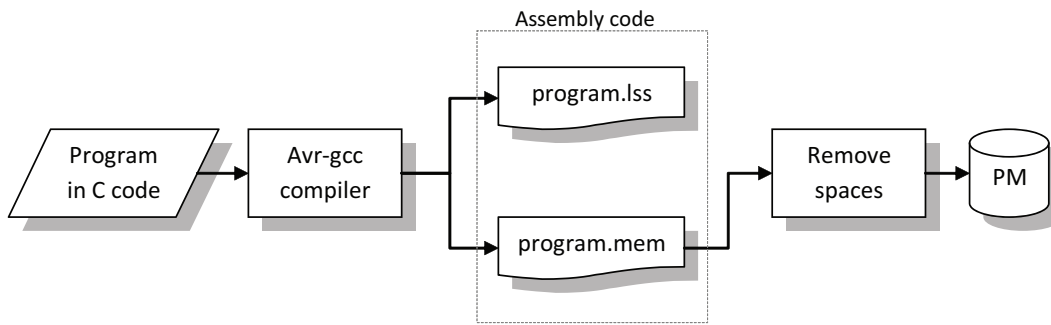 Assembly code
program.lss
Program
in C code
Avr-gcc
compiler
program.mem
Remove
spaces
PM